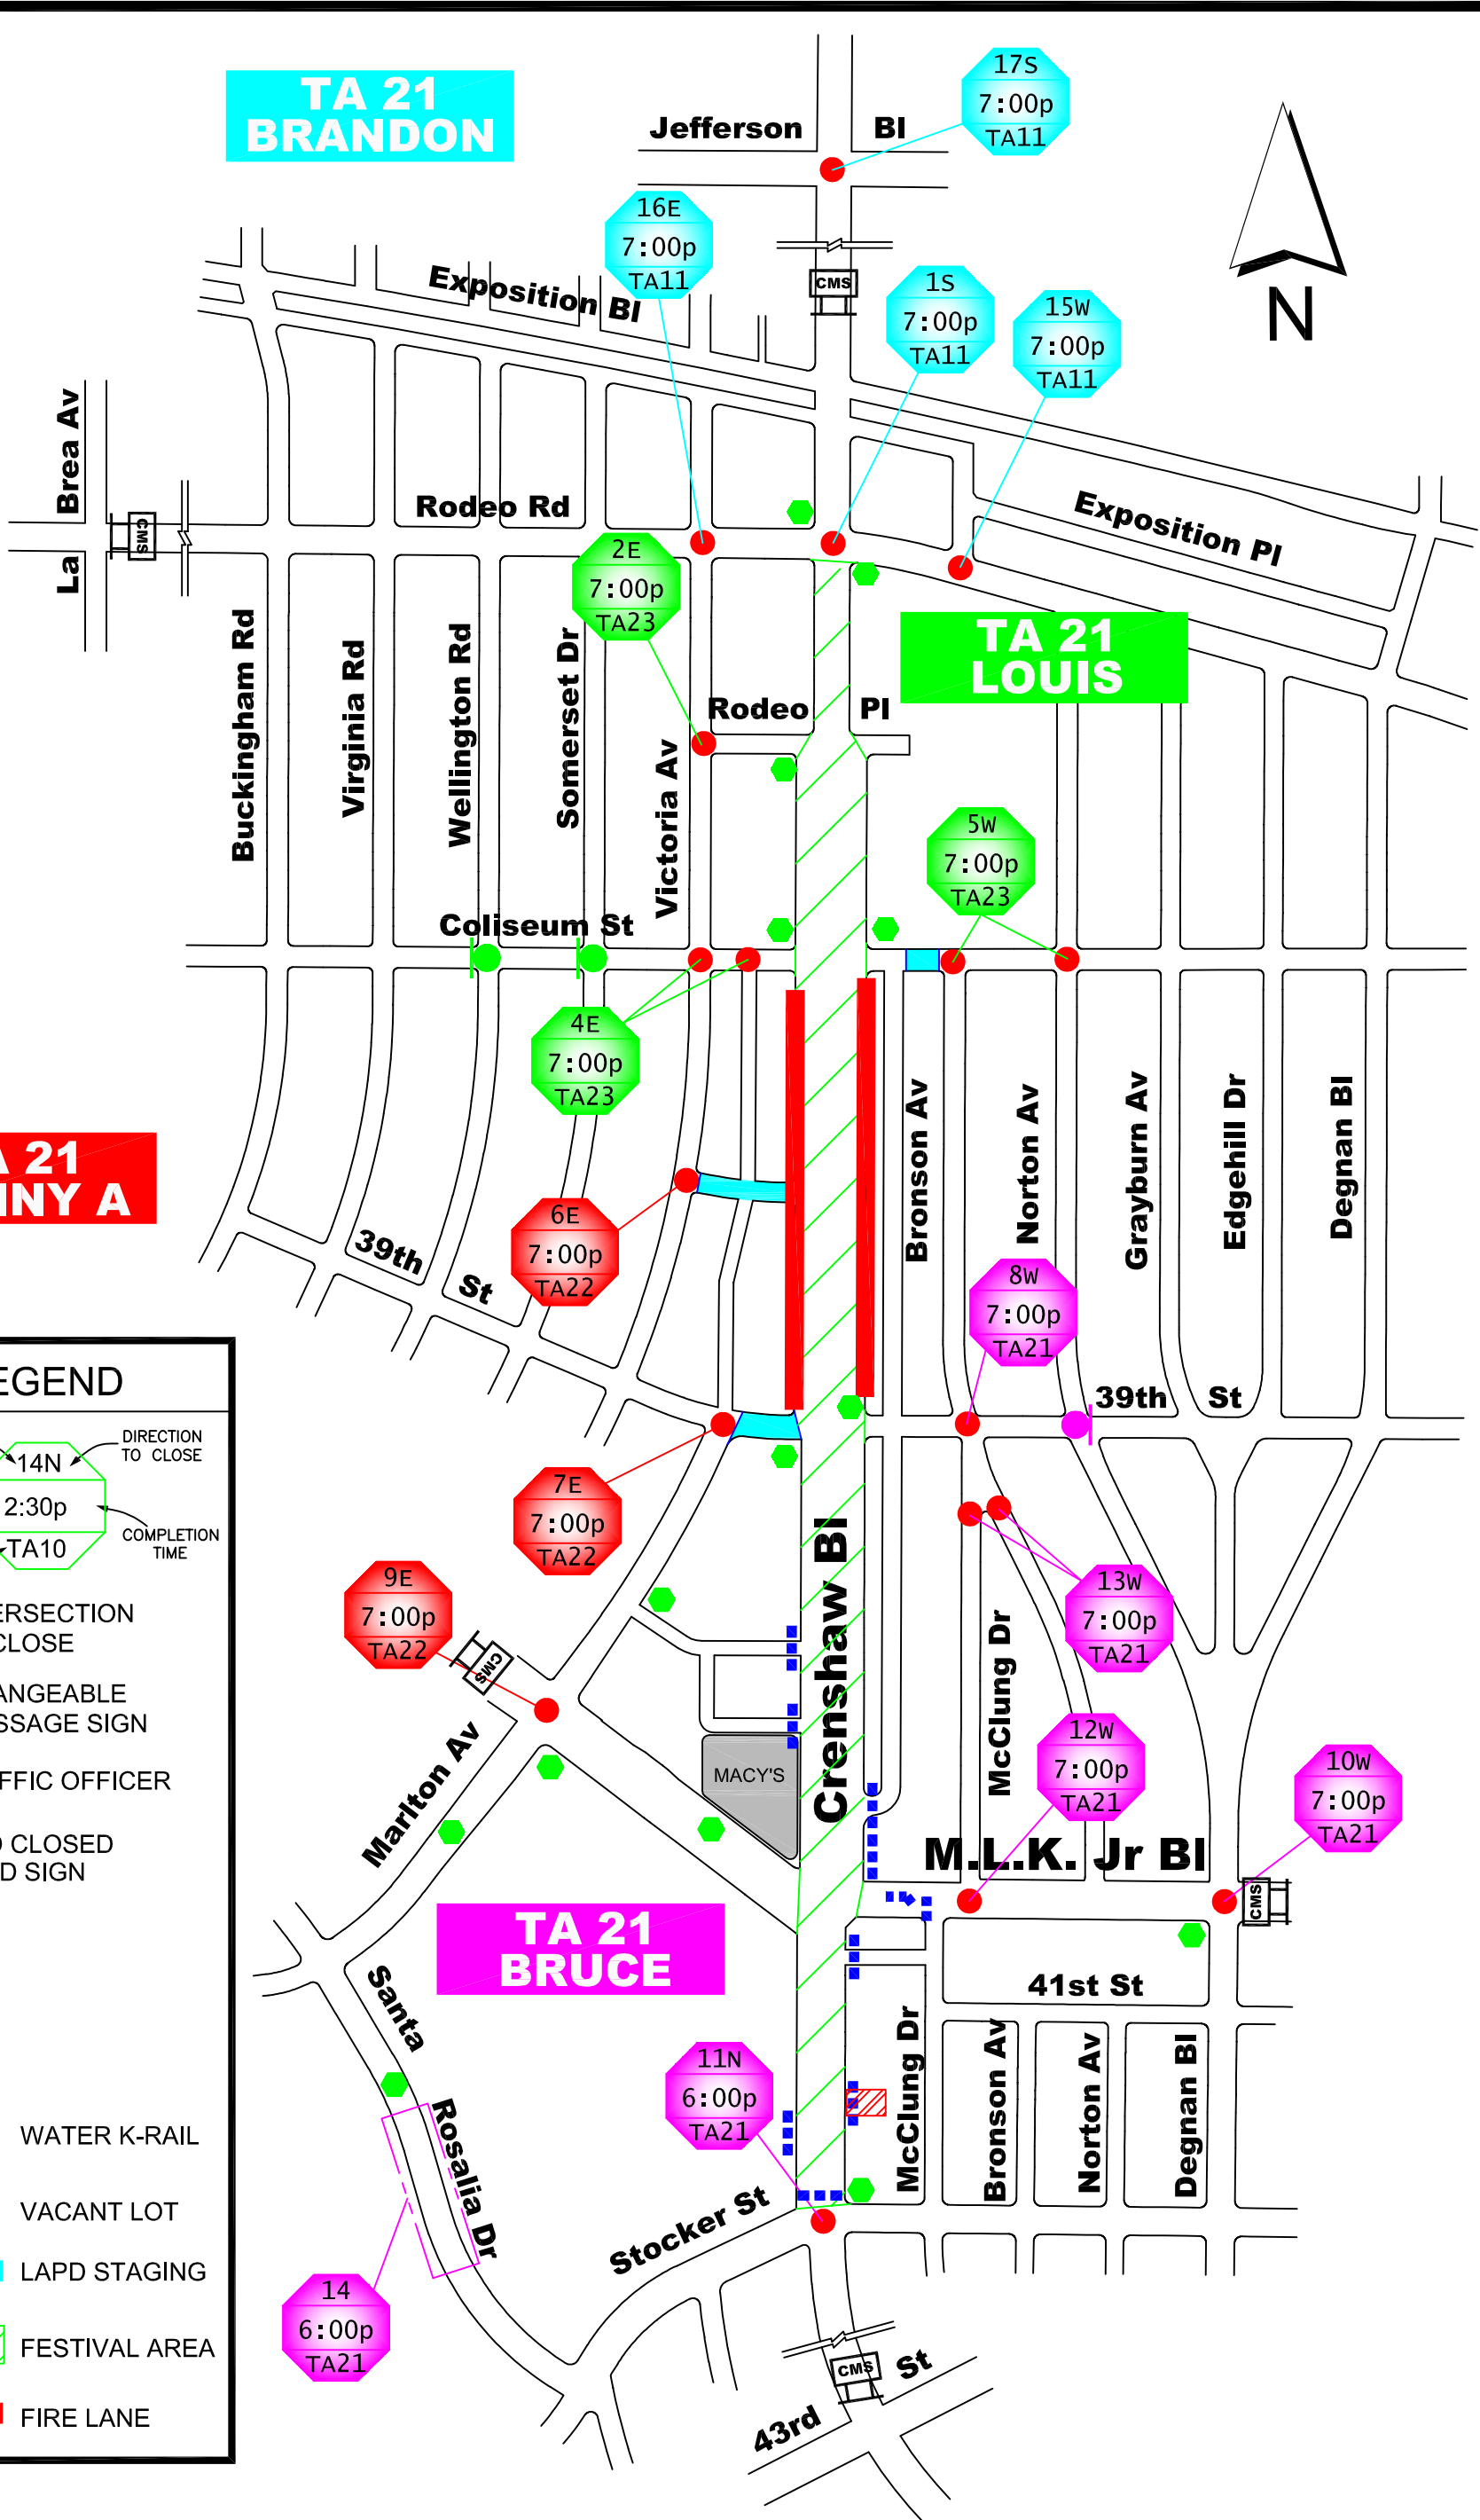 TA 21
BRANDON
17S
7:00p
TA11
Jefferson Bl
16E
7:00p
TA11
Exposition Bl
CMS
1S
7:00p
TA11
15W
7:00p
TA11
N
La Brea Av
CMS
Rodeo Rd
Exposition Pl
2E
7:00p
TA23
TA 21
LOUIS
Buckingham Rd
Virginia Rd
Wellington Rd
Somerset Dr
Victoria Av
Rodeo Pl
5W
7:00p
TA23
Coliseum St
4E
7:00p
TA23
Bronson Av
Norton Av
Grayburn Av
Edgehill Dr
Degnan Bl
A 21
NNY A
6E
7:00p
TA22
39th St
8W
7:00p
TA21
39th St
7E
7:00p
TA22
9E
7:00p
TA22
CMS
Crenshaw Bl
13W
7:00p
TA21
McClung Dr
12W
7:00p
TA21
10W
7:00p
TA21
Marlton Av
MACY'S
M.L.K. Jr Bl
CMS
TA 21
BRUCE
41st St
Santa Rosalia Dr
11N
6:00p
TA21
McClung Dr
Bronson Av
Norton Av
Degnan Bl
Stocker St
14
6:00p
TA21
CMS
43rd St
EGEND
14N
DIRECTION
TO CLOSE
2:30p
TA10
COMPLETION
TIME
ERSECTION
CLOSE
ANGEABLE
SSAGE SIGN
FFIC OFFICER
D CLOSED
D SIGN
WATER K-RAIL
VACANT LOT
LAPD STAGING
FESTIVAL AREA
FIRE LANE